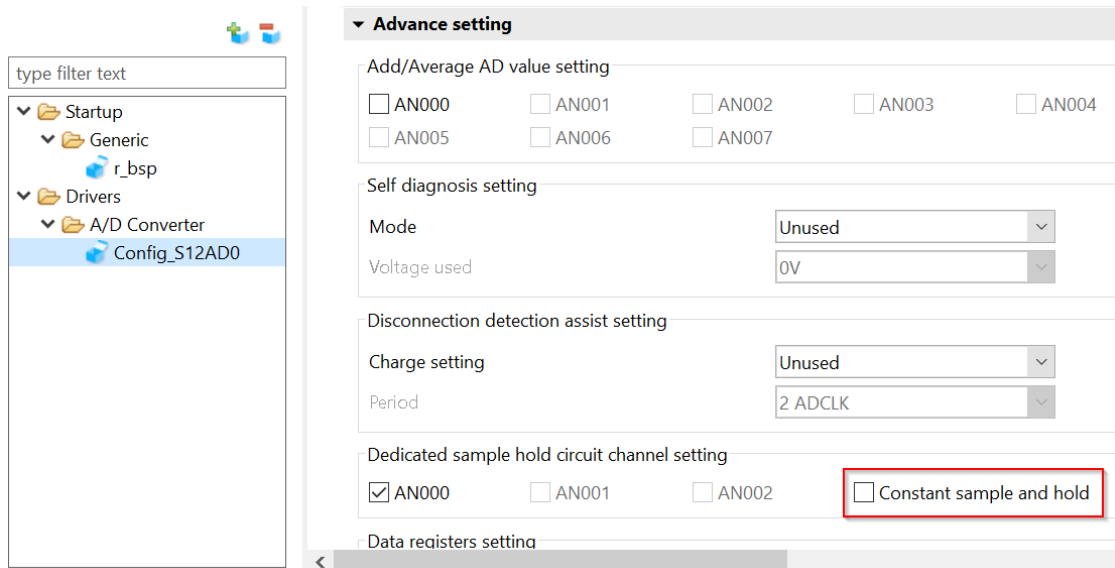 type filter text
Startup
Generic
r_bsp
Drivers
A/D Converter
Config_S12AD0
Advance setting
Add/Average AD value setting
AN000 AN001 AN002 AN003 AN004
AN005 AN006 AN007
Self diagnosis setting
Mode Unused
Voltage used 0V
Disconnection detection assist setting
Charge setting Unused
Period 2 ADCLK
Dedicated sample hold circuit channel setting
AN000 AN001 AN002 Constant sample and hold
Data registers setting